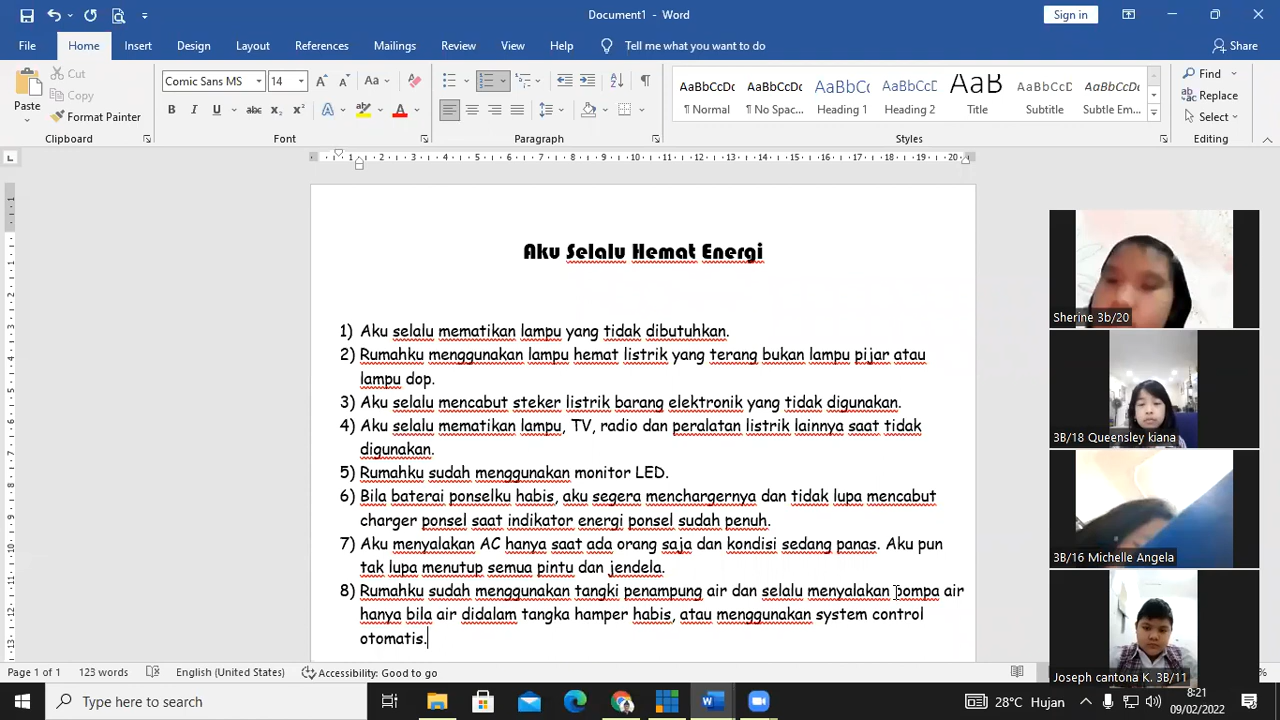 Document1 - Word
Sign in
File Home Insert Design Layout References Mailings Review View Help Tell me what you want to do Share
Paste
Cut
Copy
Format Painter
Clipboard
Comic Sans MS 14
Font
Paragraph
AaBbCcDc AaBbCcDc AaBbCc AaBbCcD AaB AaBbCcD AaBbCcDc
¶ Normal ¶ No Spac... Heading 1 Heading 2 Title Subtitle Subtle Em...
Styles
Find
Replace
Select
Editing
Aku Selalu Hemat Energi
1) Aku selalu mematikan lampu yang tidak dibutuhkan.
2) Rumahku menggunakan lampu hemat listrik yang terang bukan lampu pijar atau
lampu dop.
3) Aku selalu mencabut steker listrik barang elektronik yang tidak digunakan.
4) Aku selalu mematikan lampu, TV, radio dan peralatan listrik lainnya saat tidak
digunakan.
5) Rumahku sudah menggunakan monitor LED.
6) Bila baterai ponselku habis, aku segera menchargernya dan tidak lupa mencabut
charger ponsel saat indikator energi ponsel sudah penuh.
7) Aku menyalakan AC hanya saat ada orang saja dan kondisi sedang panas. Aku pun
tak lupa menutup semua pintu dan jendela.
8) Rumahku sudah menggunakan tangki penampung air dan selalu menyalakan pompa air
hanya bila air didalam tangka hamper habis, atau menggunakan system control
otomatis.
Sherine 3b/20
3B/18 Queensley kiana
3B/16 Michelle Angela
Joseph cantona K. 3B/11
Page 1 of 1 123 words English (United States) Accessibility: Good to go
Type here to search
28°C Hujan
8:21
09/02/2022